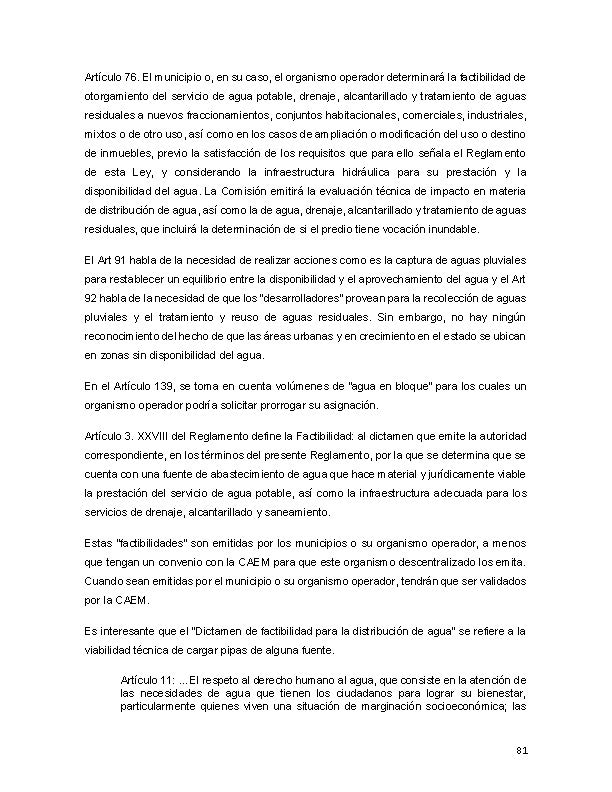 Artículo 76. El municipio o, en su caso, el organismo operador determinará la factibilidad de
otorgamiento del servicio de agua potable, drenaje, alcantarillado y tratamiento de aguas
residuales a nuevos fraccionamientos, conjuntos habitacionales, comerciales, industriales,
mixtos o de otro uso, así como en los casos de ampliación o modificación del uso o destino
de inmuebles, previo la satisfacción de los requisitos que para ello señala el Reglamento
de esta Ley, y considerando la infraestructura hidráulica para su prestación y la
disponibilidad del agua. La Comisión emitirá la evaluación técnica de impacto en materia
de distribución de agua, así como la de agua, drenaje, alcantarillado y tratamiento de aguas
residuales, que incluirá la determinación de si el predio tiene vocación inundable.
El Art 91 habla de la necesidad de realizar acciones como es la captura de aguas pluviales
para restablecer un equilibrio entre la disponibilidad y el aprovechamiento del agua y el Art
92 habla de la necesidad de que los "desarrolladores" provean para la recolección de aguas
pluviales y el tratamiento y reuso de aguas residuales. Sin embargo, no hay ningún
reconocimiento del hecho de que las áreas urbanas y en crecimiento en el estado se ubican
en zonas sin disponibilidad del agua.
En el Artículo 139, se toma en cuenta volúmenes de "agua en bloque" para los cuales un
organismo operador podría solicitar prorrogar su asignación.
Artículo 3. XXVIII del Reglamento define la Factibilidad: al dictamen que emite la autoridad
correspondiente, en los términos del presente Reglamento, por la que se determina que se
cuenta con una fuente de abastecimiento de agua que hace material y jurídicamente viable
la prestación del servicio de agua potable, así como la infraestructura adecuada para los
servicios de drenaje, alcantarillado y saneamiento.
Estas "factibilidades" son emitidas por los municipios o su organismo operador, a menos
que tengan un convenio con la CAEM para que este organismo descentralizado los emita.
Cuando sean emitidas por el municipio o su organismo operador, tendrán que ser validados
por la CAEM.
Es interesante que el "Dictamen de factibilidad para la distribución de agua" se refiere a la
viabilidad técnica de cargar pipas de alguna fuente.
Artículo 11: ...El respeto al derecho humano al agua, que consiste en la atención de
las necesidades de agua que tienen los ciudadanos para lograr su bienestar,
particularmente quienes viven una situación de marginación socioeconómica; las
81